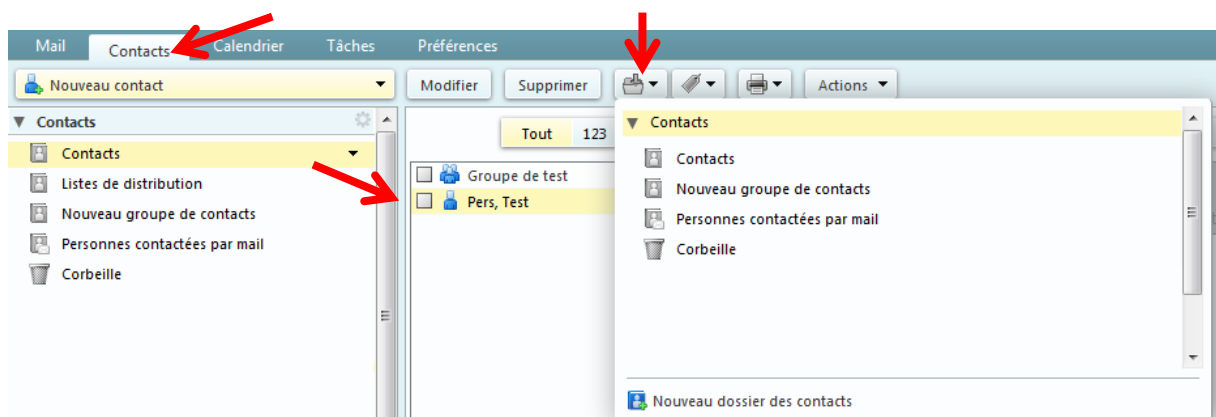 Mail Contacts Calendrier Tâches Préférences
Nouveau contact Modifier Supprimer Actions
Contacts
Contacts
Listes de distribution
Nouveau groupe de contacts
Personnes contactées par mail
Corbeille
Tout 123
Groupe de test
Pers, Test
Contacts
Contacts
Nouveau groupe de contacts
Personnes contactées par mail
Corbeille
Nouveau dossier des contacts